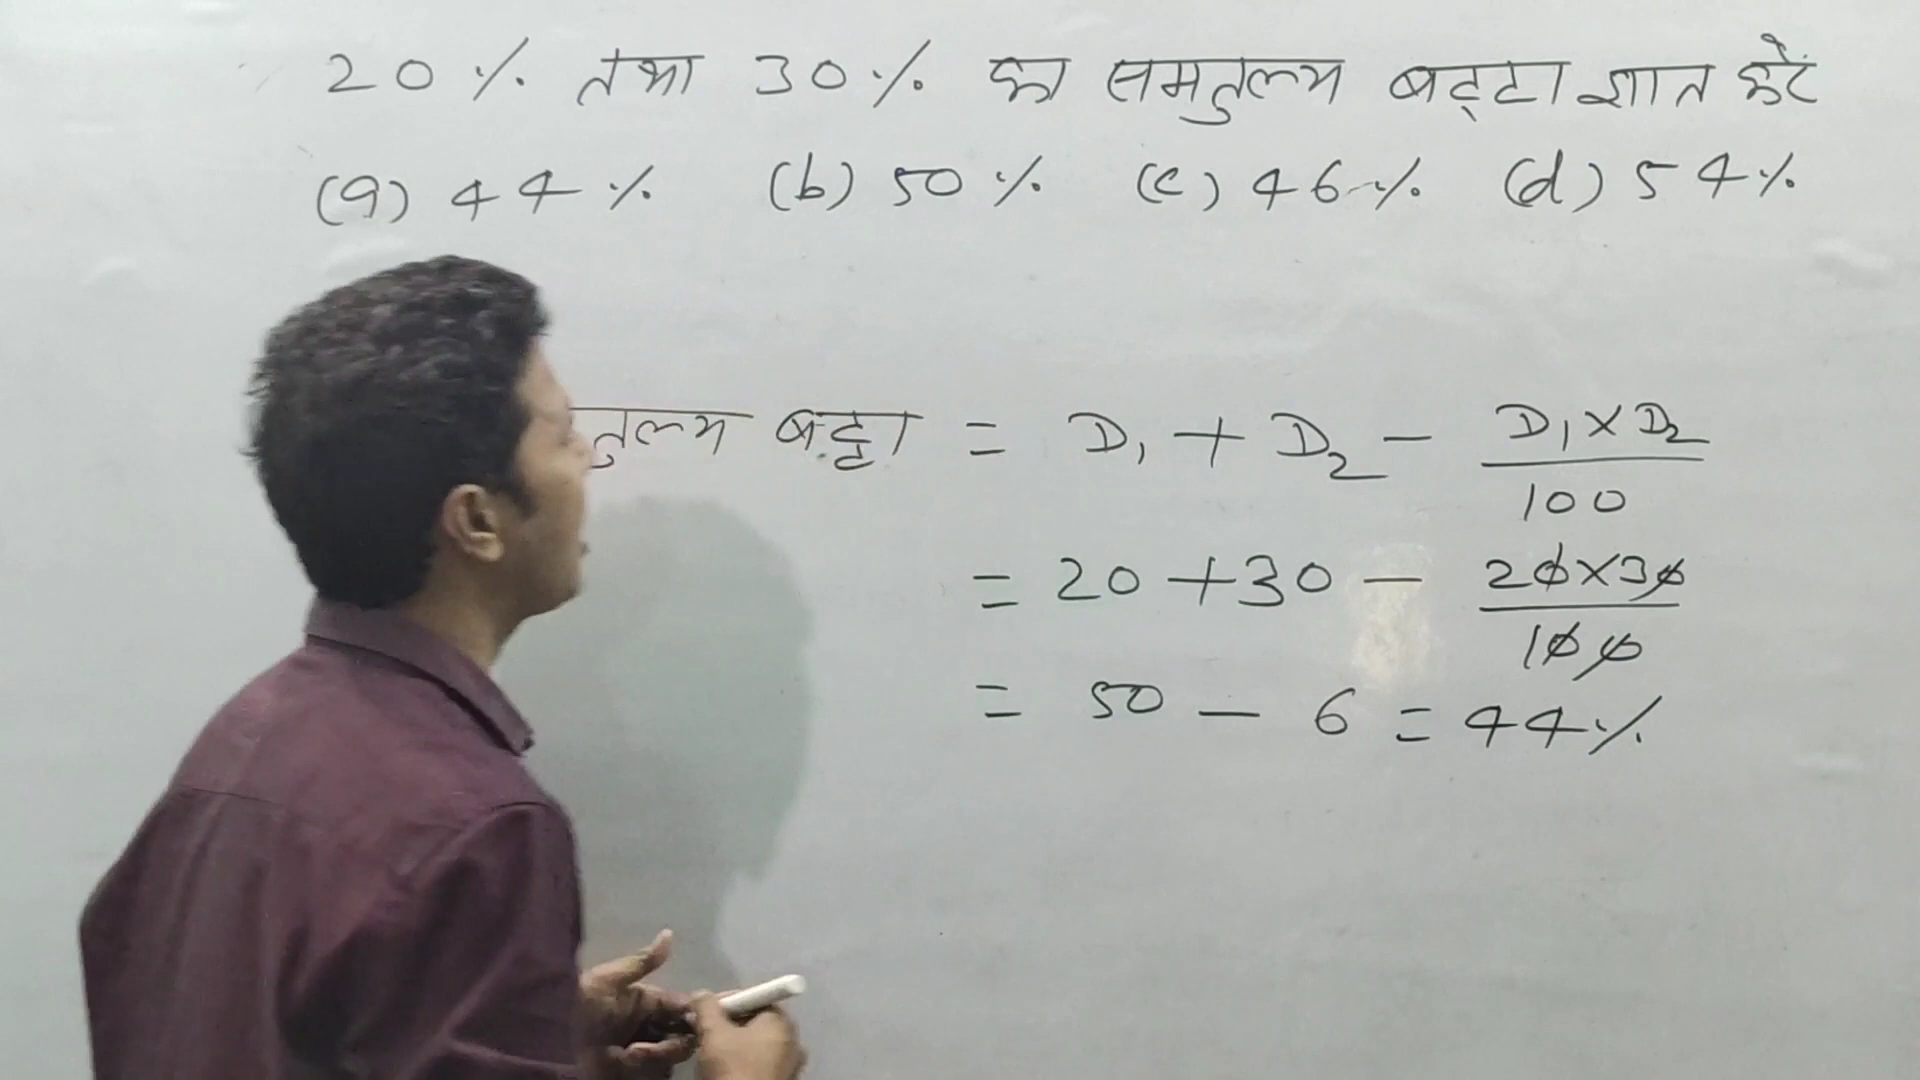 20% तथा 30% का समतुल्य बट्टा ज्ञात करें
(a) 44% (b) 50% (c) 46% (d) 54%
तुल्य बट्टा = D₁ + D₂ - D₁×D₂/100
= 20 + 30 - 20×30/100
= 50 - 6 = 44%